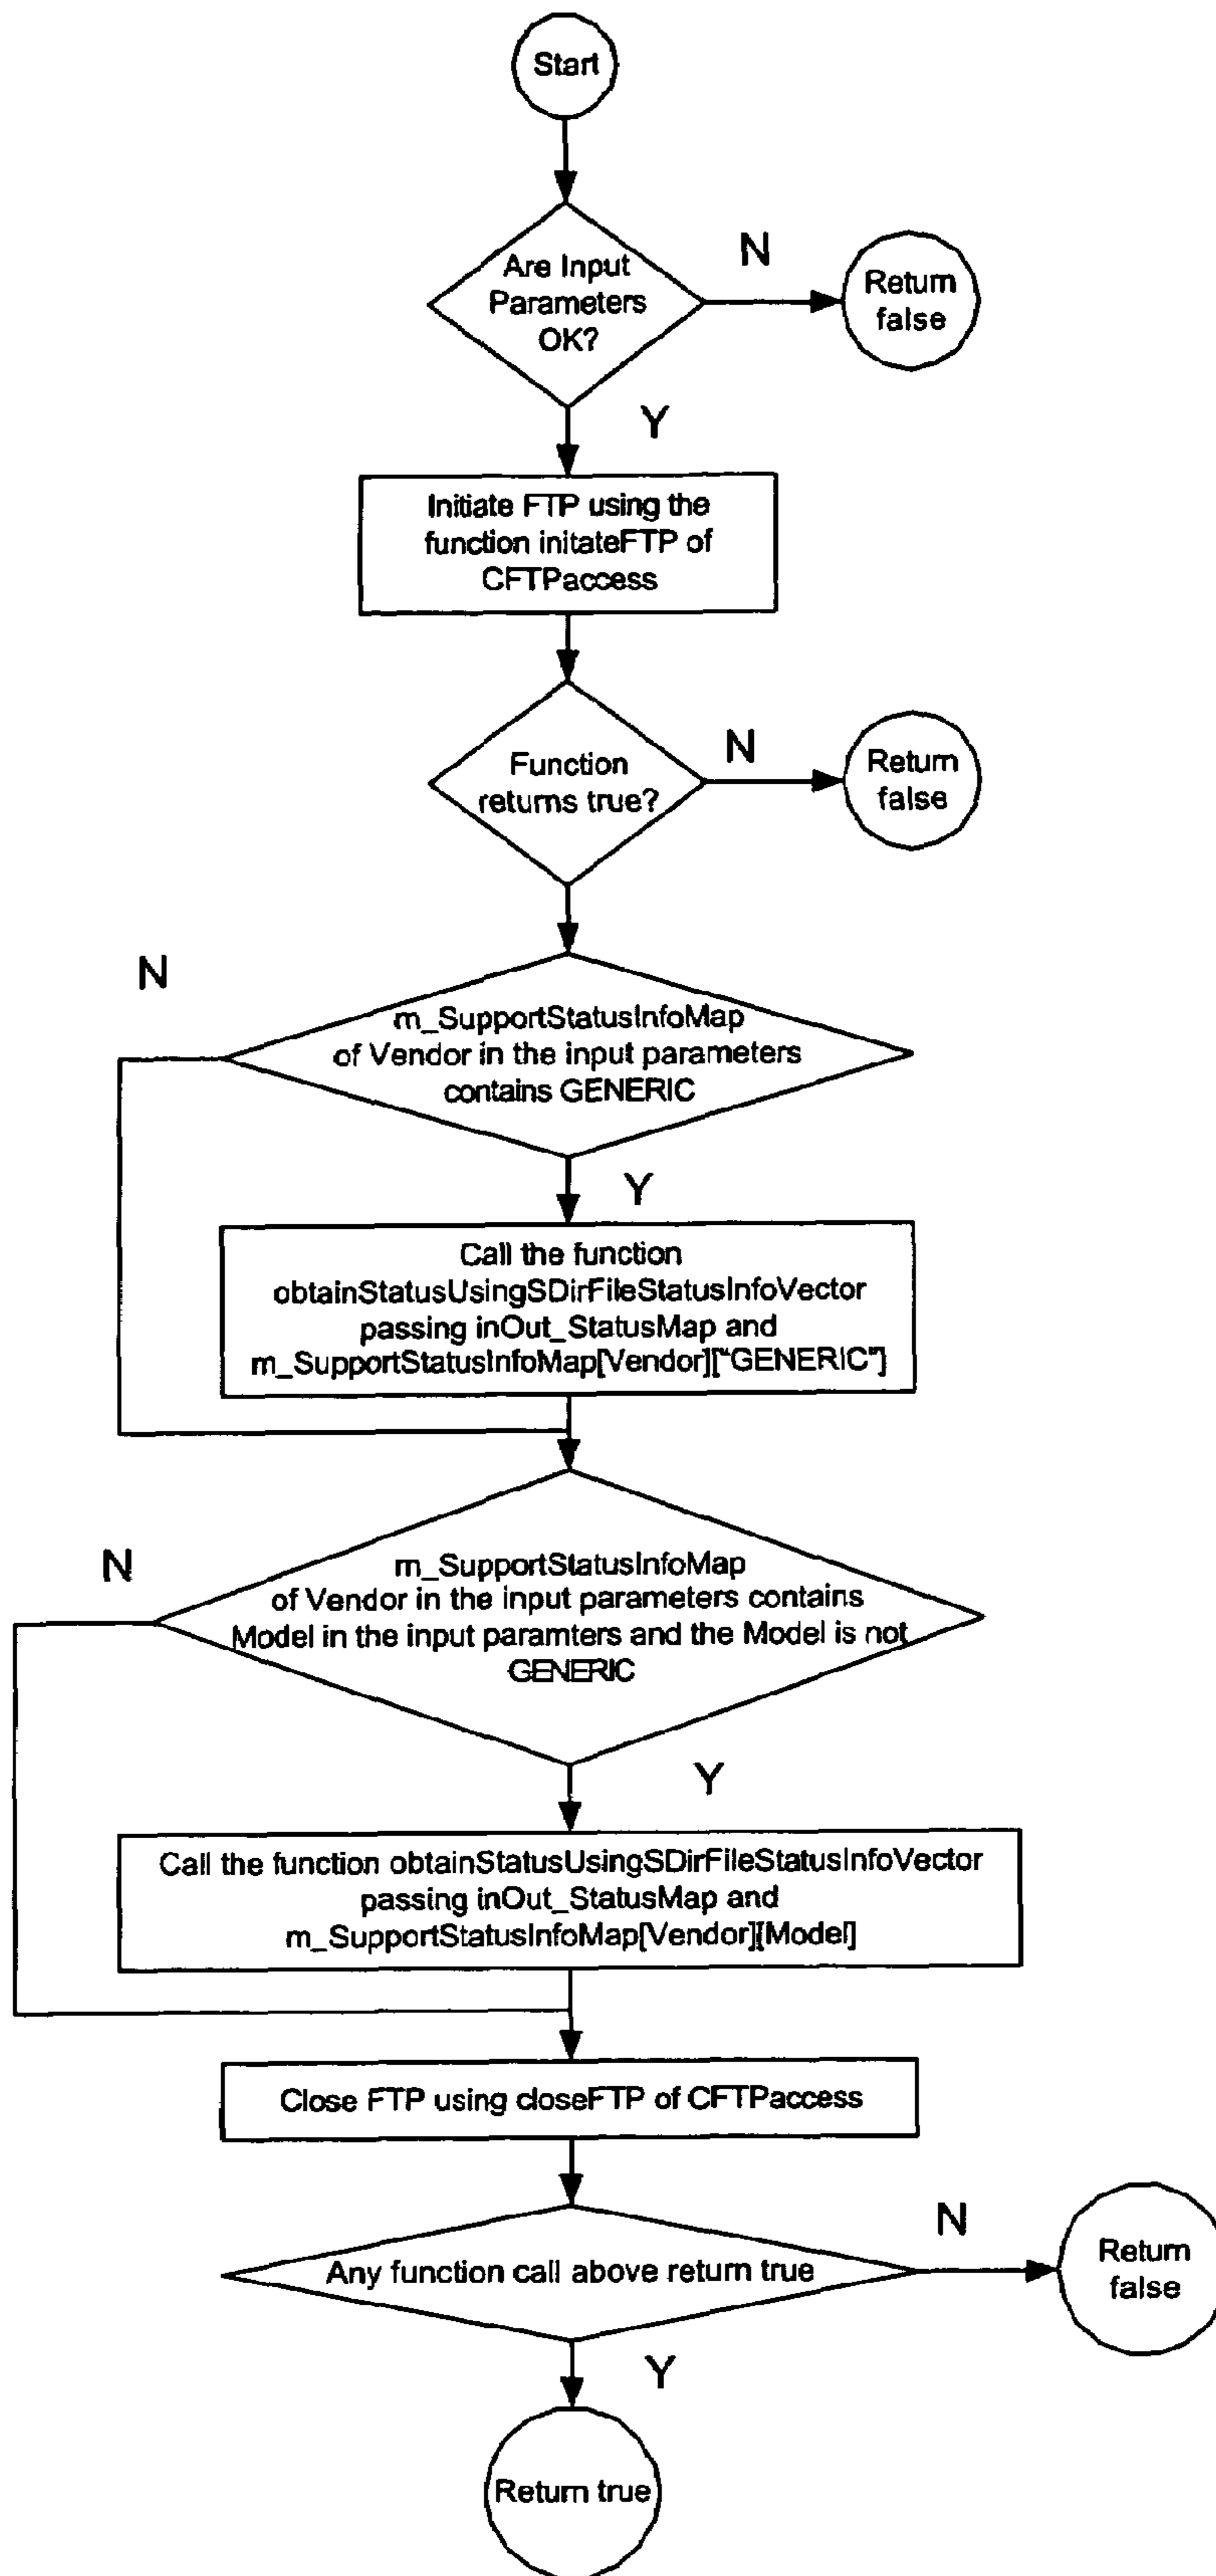 Start
Are Input
Parameters
OK?
N
Return
false
Y
Initiate FTP using the
function initateFTP of
CFTPaccess
Function
returns true?
N
Return
false
N
m_SupportStatusInfoMap
of Vendor in the input parameters
contains GENERIC
Y
Call the function
obtainStatusUsingSDirFileStatusInfoVector
passing inOut_StatusMap and
m_SupportStatusInfoMap[Vendor]["GENERIC"]
N
m_SupportStatusInfoMap
of Vendor in the input parameters contains
Model in the input paramters and the Model is not
GENERIC
Y
Call the function obtainStatusUsingSDirFileStatusInfoVector
passing inOut_StatusMap and
m_SupportStatusInfoMap[Vendor][Model]
Close FTP using closeFTP of CFTPaccess
Any function call above return true
N
Return
false
Y
Return true